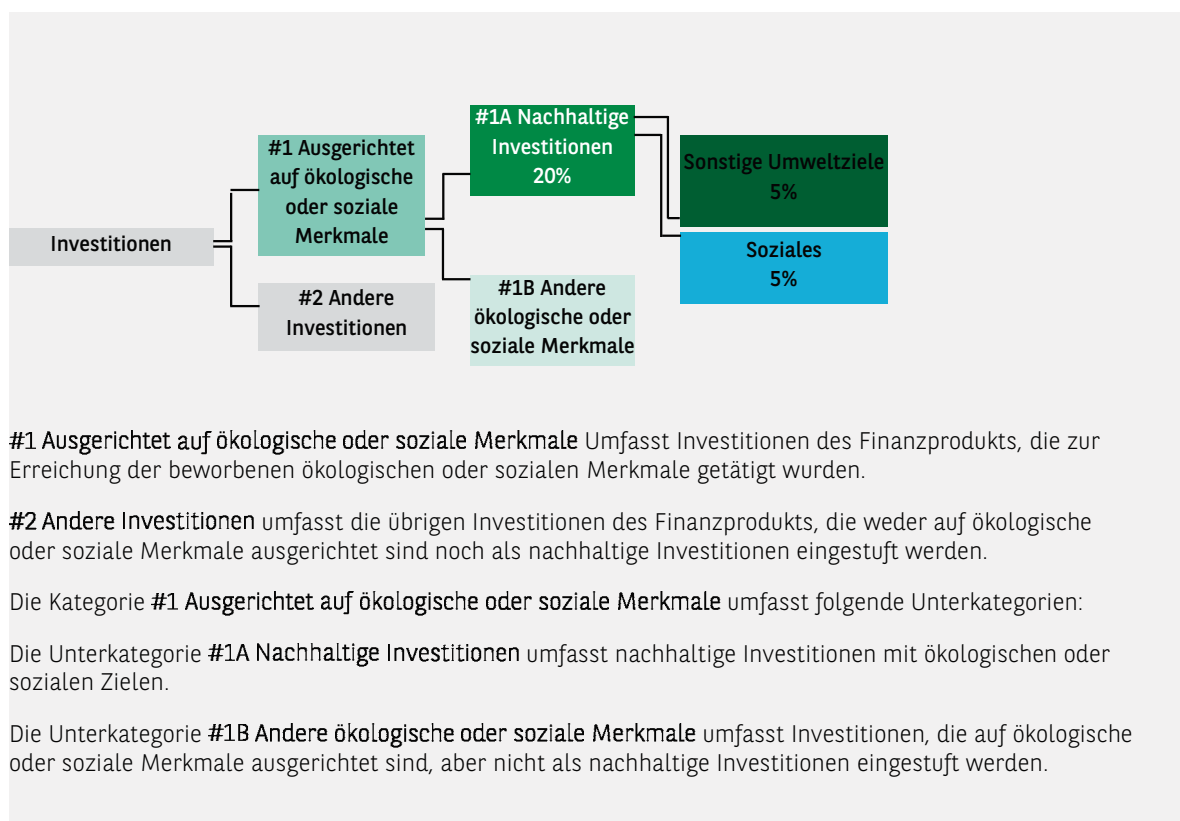 #1A Nachhaltige
Investitionen
20%
#1 Ausgerichtet
auf ökologische
oder soziale
Merkmale
Sonstige Umweltziele
5%
Investitionen
Soziales
5%
#2 Andere
Investitionen
#1B Andere
ökologische oder
soziale Merkmale
#1 Ausgerichtet auf ökologische oder soziale Merkmale Umfasst Investitionen des Finanzprodukts, die zur
Erreichung der beworbenen ökologischen oder sozialen Merkmale getätigt wurden.
#2 Andere Investitionen umfasst die übrigen Investitionen des Finanzprodukts, die weder auf ökologische
oder soziale Merkmale ausgerichtet sind noch als nachhaltige Investitionen eingestuft werden.
Die Kategorie #1 Ausgerichtet auf ökologische oder soziale Merkmale umfasst folgende Unterkategorien:
Die Unterkategorie #1A Nachhaltige Investitionen umfasst nachhaltige Investitionen mit ökologischen oder
sozialen Zielen.
Die Unterkategorie #1B Andere ökologische oder soziale Merkmale umfasst Investitionen, die auf ökologische
oder soziale Merkmale ausgerichtet sind, aber nicht als nachhaltige Investitionen eingestuft werden.